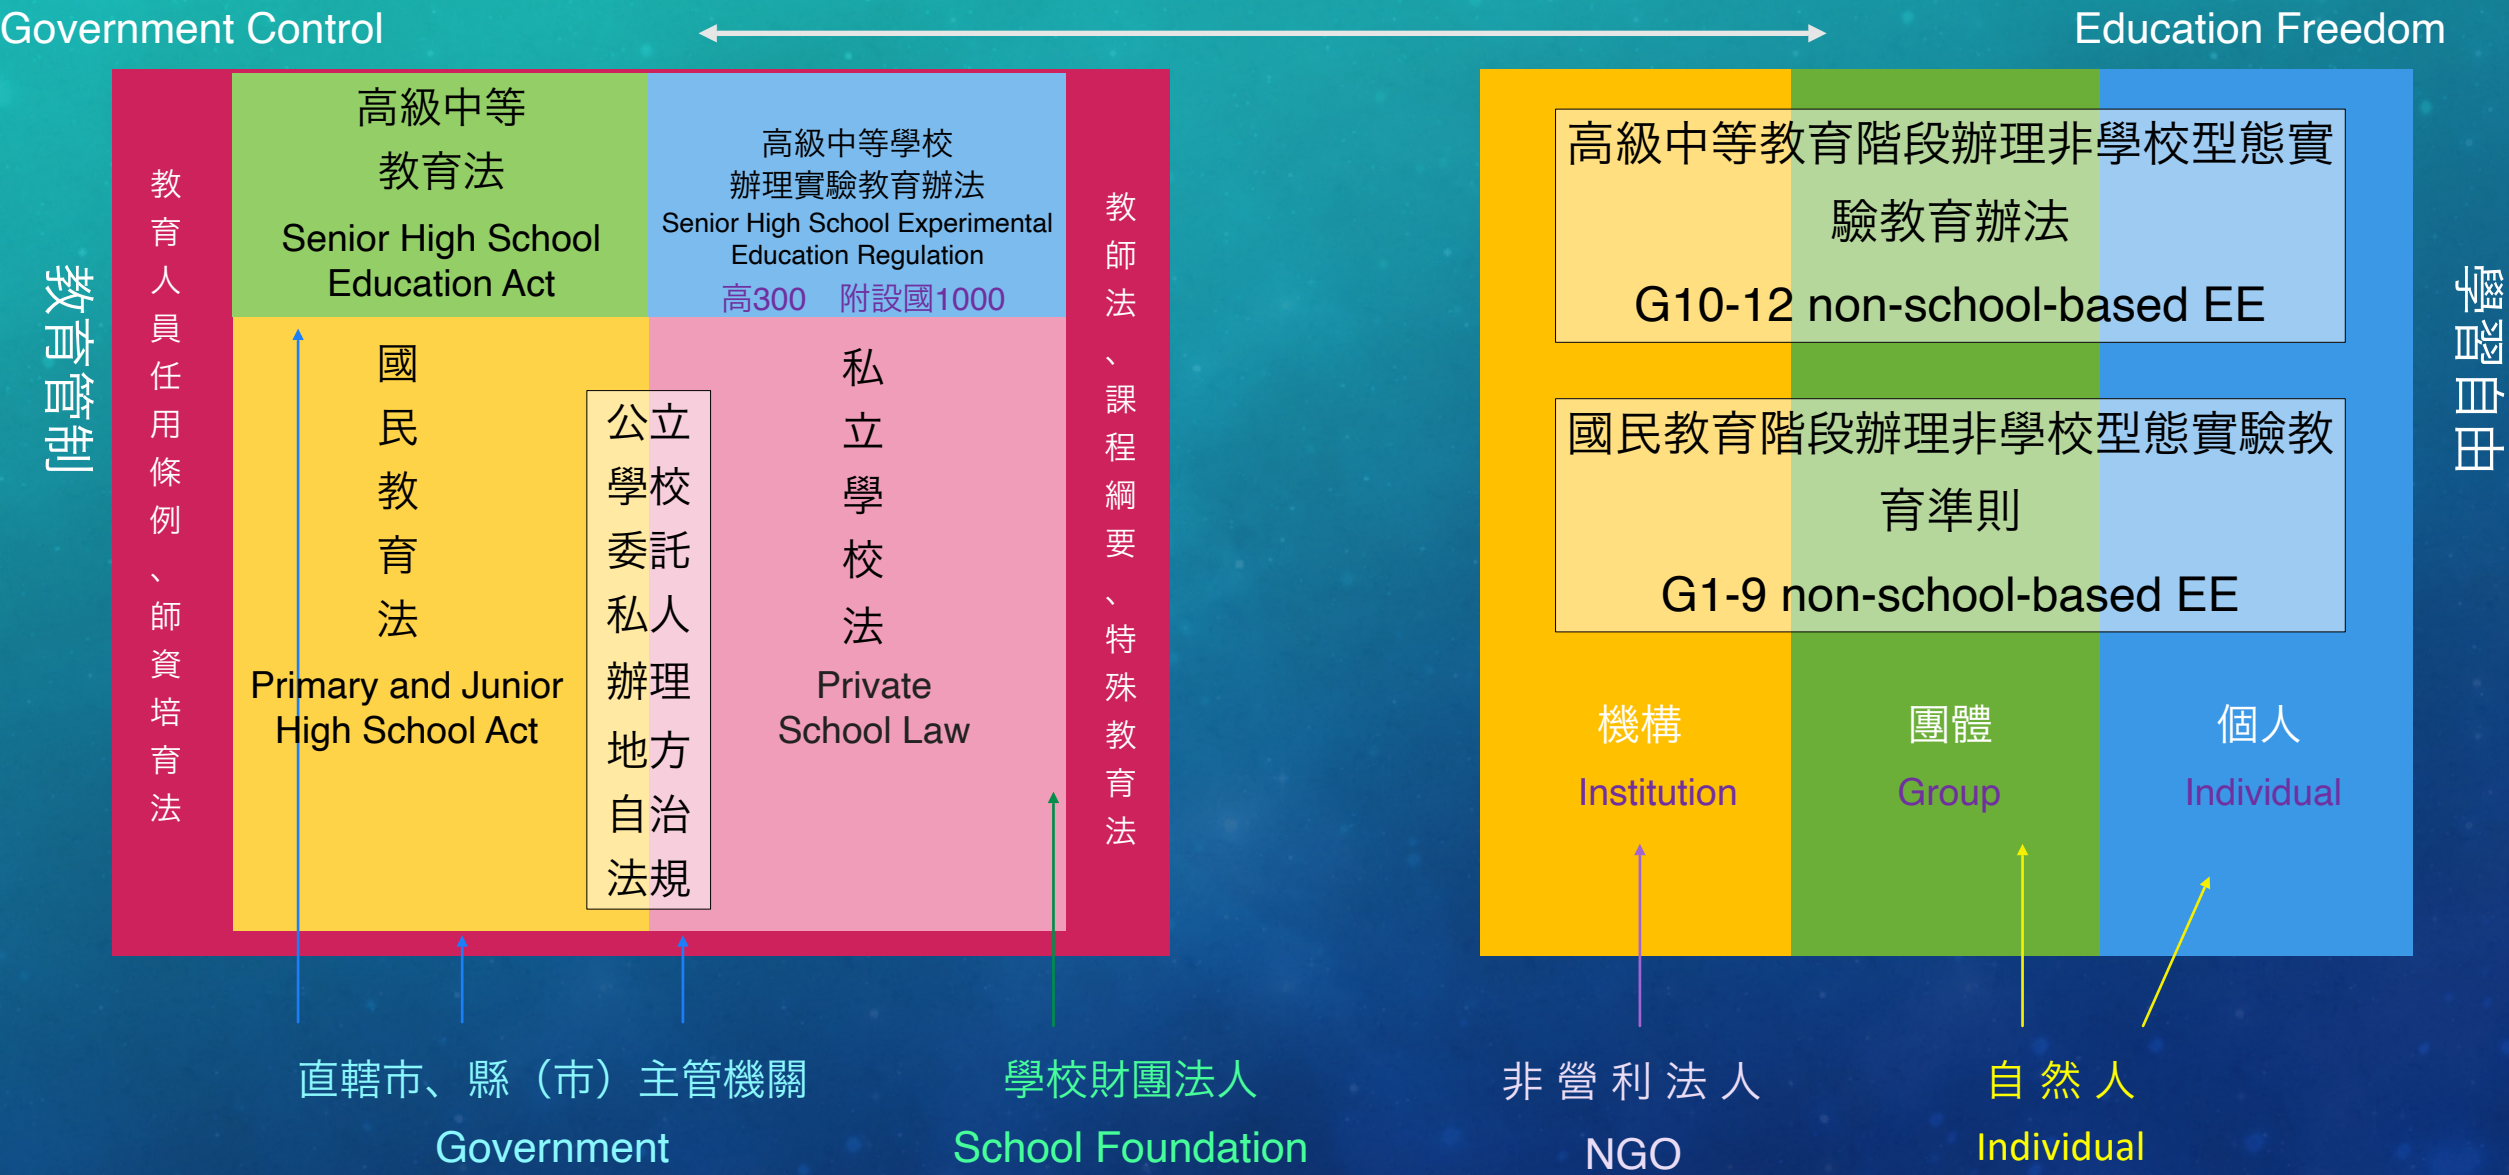 Government Control
Education Freedom
教育管制
教育人員任用條例、師資培育法
高級中等
教育法
Senior High School
Education Act
高級中等學校
辦理實驗教育辦法
Senior High School Experimental
Education Regulation
高300 附設國1000
國民教育法
Primary and Junior
High School Act
公立
學校
委託
私人
辦理
地方
自治
法規
私立學校法
Private
School Law
教師法、課程綱要、特殊教育法
高級中等教育階段辦理非學校型態實
驗教育辦法
G10-12 non-school-based EE
國民教育階段辦理非學校型態實驗教
育準則
G1-9 non-school-based EE
機構
Institution
團體
Group
個人
Individual
學習自由
直轄市、縣（市）主管機關
Government
學校財團法人
School Foundation
非營利法人
NGO
自然人
Individual